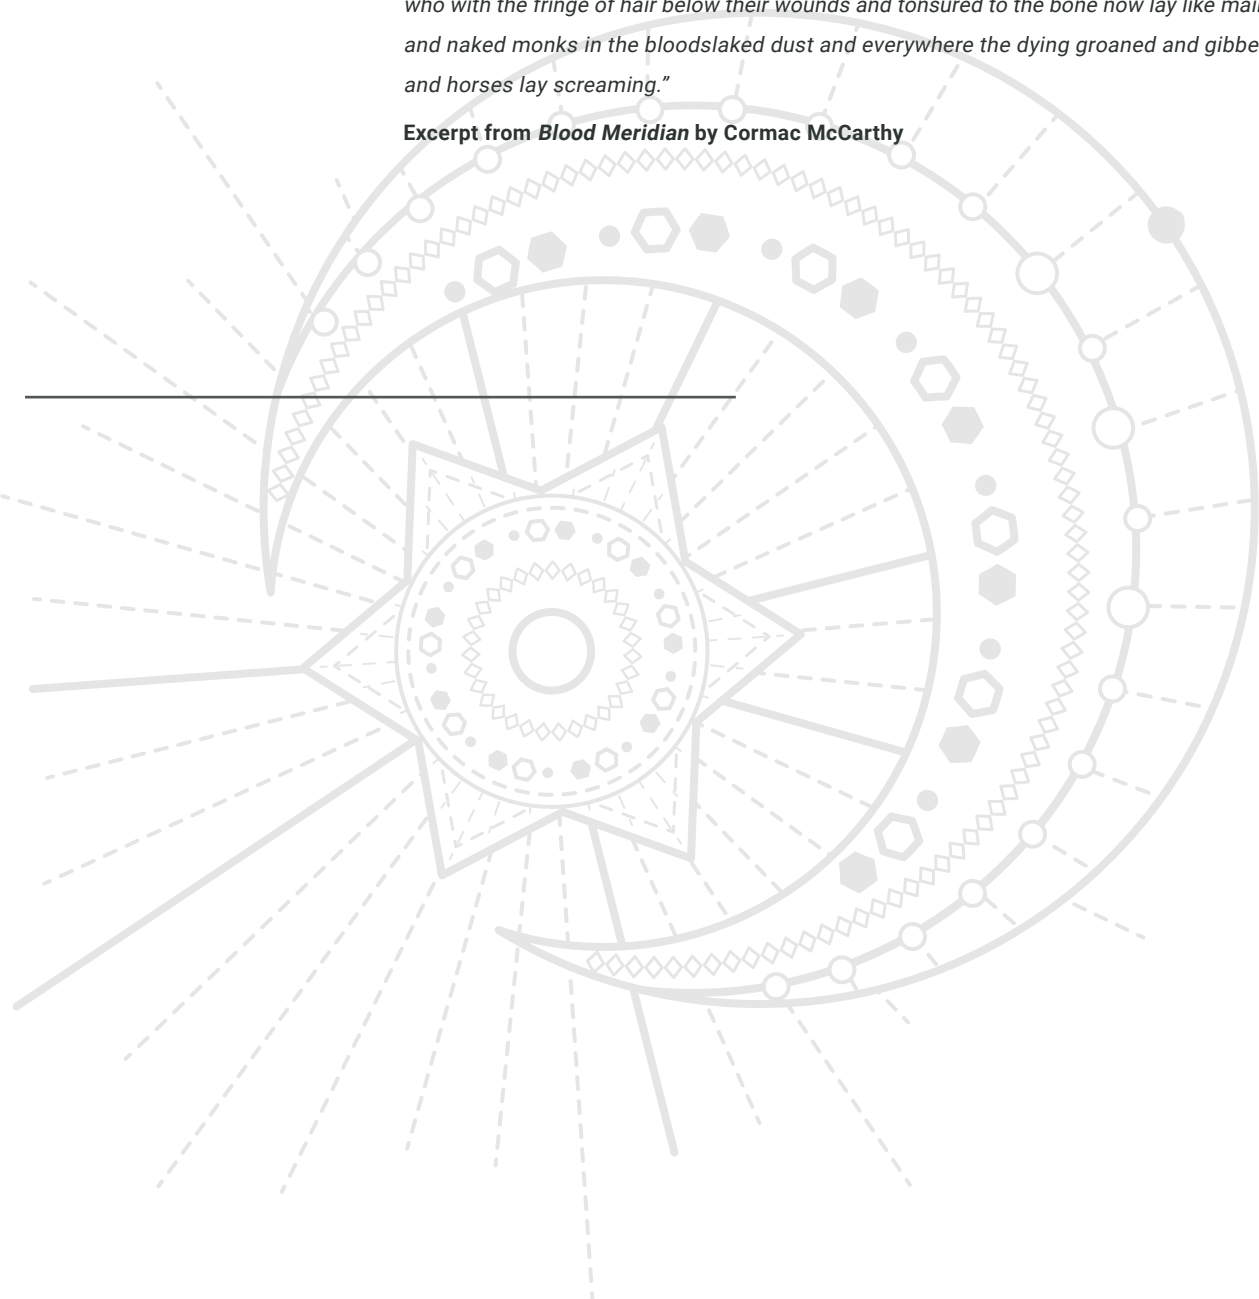 who with the fringe of hair below their wounds and tonsured to the bone now lay like
and naked monks in the bloodslaked dust and everywhere the dying groaned and
and horses lay screaming.”
Excerpt from Blood Meridian by Cormac McCarthy